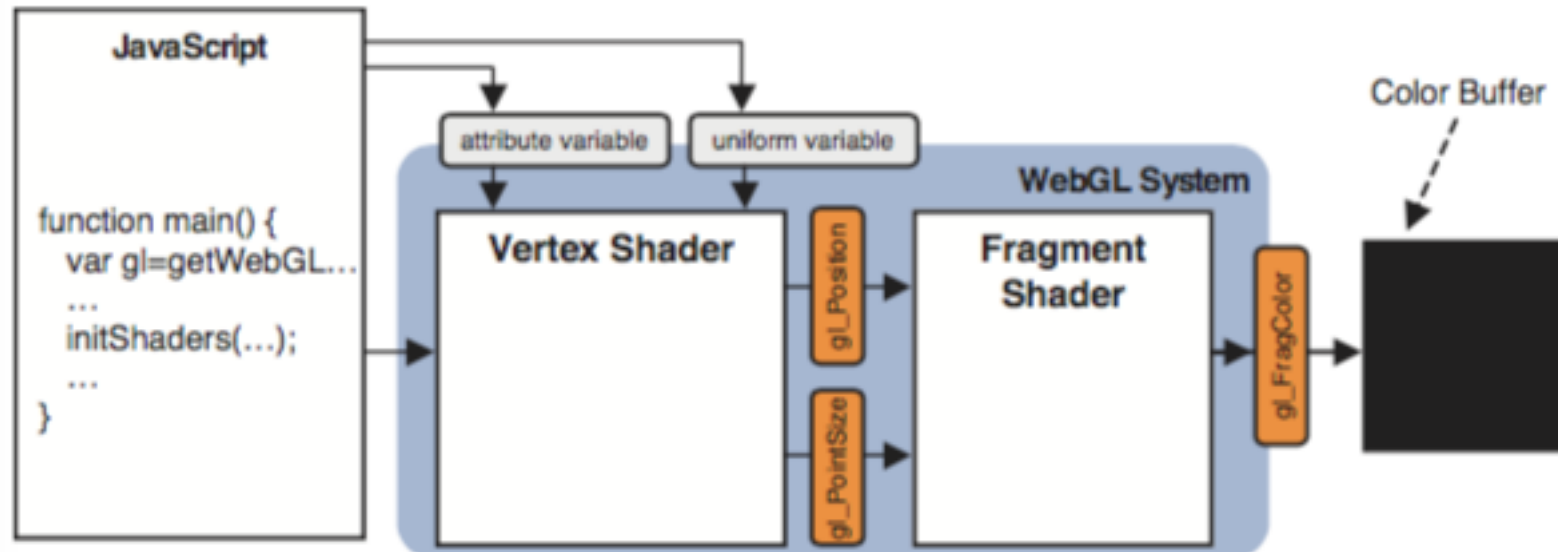 JavaScript
function main() {
var gl=getWebGL...
...
initShaders(...);
...
}
attribute variable
uniform variable
WebGL System
Vertex Shader
gl_Position
gl_PointSize
Fragment
Shader
gl_FragColor
Color Buffer